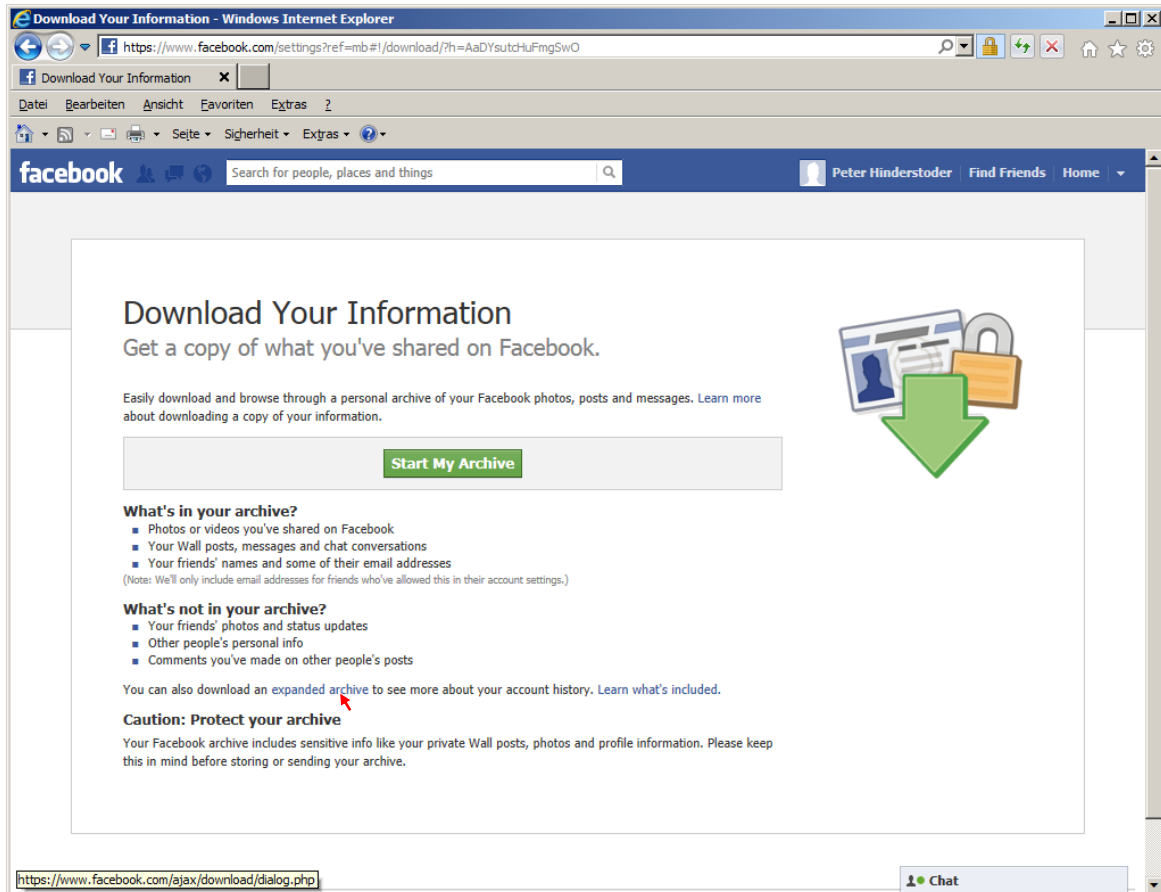 Download Your Information - Windows Internet Explorer
https://www.facebook.com/settings?ref=mb#!/download/?h=AaDYsutcHuFmgSwO
Download Your Information
Datei Bearbeiten Ansicht Favoriten Extras ?
Seite Sicherheit Extras
facebook Search for people, places and things Peter Hinderstoder Find Friends Home
Download Your Information
Get a copy of what you've shared on Facebook.
Easily download and browse through a personal archive of your Facebook photos, posts and messages. Learn more
about downloading a copy of your information.
Start My Archive
What's in your archive?
Photos or videos you've shared on Facebook
Your Wall posts, messages and chat conversations
Your friends' names and some of their email addresses
(Note: We'll only include email addresses for friends who've allowed this in their account settings.)
What's not in your archive?
Your friends' photos and status updates
Other people's personal info
Comments you've made on other people's posts
You can also download an expanded archive to see more about your account history. Learn what's included.
Caution: Protect your archive
Your Facebook archive includes sensitive info like your private Wall posts, photos and profile information. Please keep
this in mind before storing or sending your archive.
https://www.facebook.com/ajax/download/dialog.php
Chat